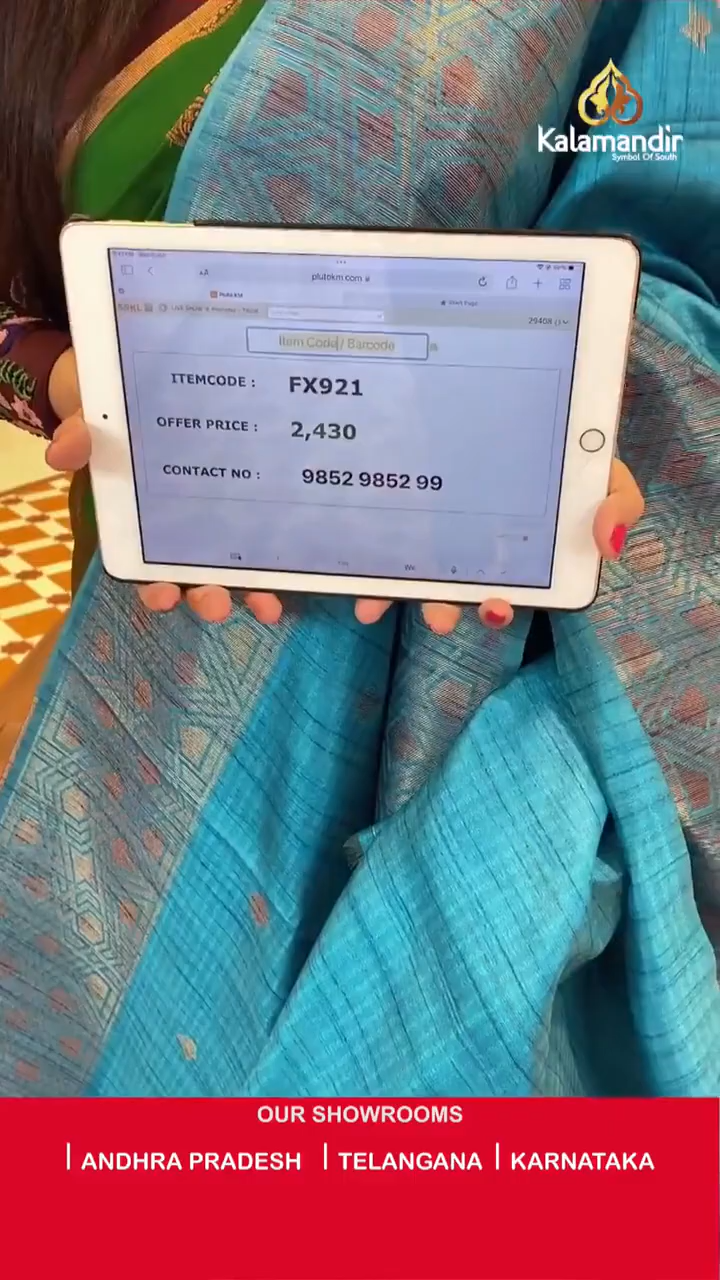 Kalamandir
Symbol Of South
plutokm.com
Item Code / Barcode
29408
ITEMCODE : FX921
OFFER PRICE : 2,430
CONTACT NO : 9852 9852 99
OUR SHOWROOMS
| ANDHRA PRADESH | TELANGANA | KARNATAKA